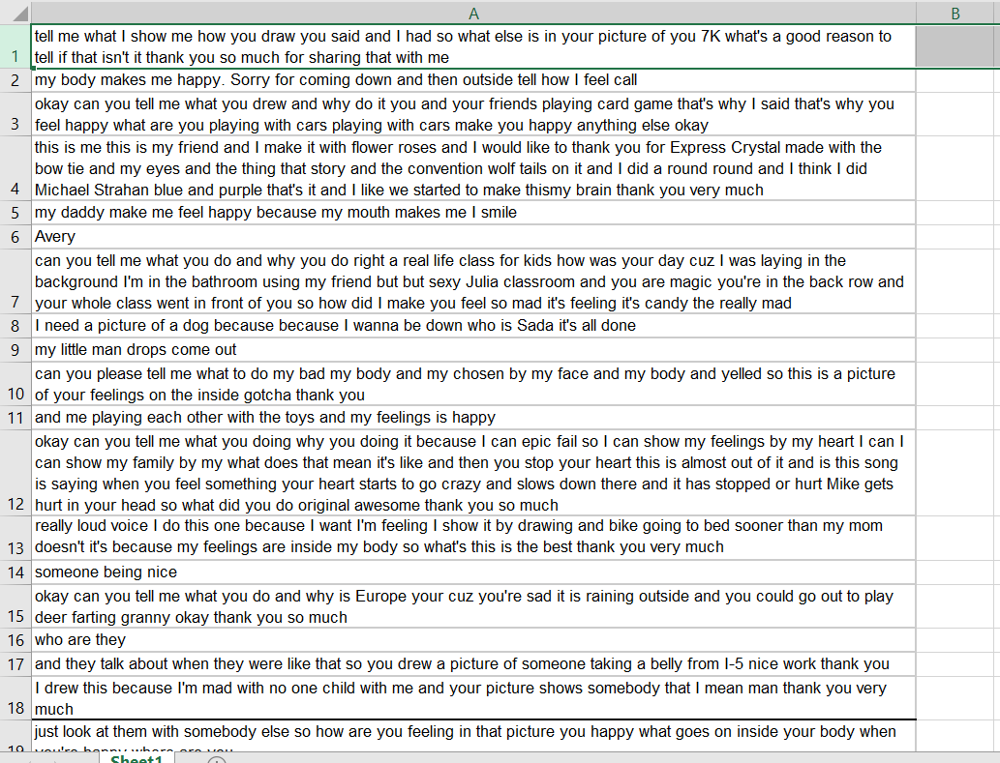 A B
1 tell me what I show me how you draw you said and I had so what else is in your picture of you 7K what's a good reason to
tell if that isn't it thank you so much for sharing that with me
2 my body makes me happy. Sorry for coming down and then outside tell how I feel call
3 okay can you tell me what you drew and why do it you and your friends playing card game that's why I said that's why you
feel happy what are you playing with cars playing with cars make you happy anything else okay
4 this is me this is my friend and I make it with flower roses and I would like to thank you for Express Crystal made with the
bow tie and my eyes and the thing that story and the convention wolf tails on it and I did a round round and I think I did
Michael Strahan blue and purple that's it and I like we started to make thismy brain thank you very much
5 my daddy make me feel happy because my mouth makes me I smile
6 Avery
7 can you tell me what you do and why you do right a real life class for kids how was your day cuz I was laying in the
background I'm in the bathroom using my friend but but sexy Julia classroom and you are magic you're in the back row and
your whole class went in front of you so how did I make you feel so mad it's feeling it's candy the really mad
8 I need a picture of a dog because because I wanna be down who is Sada it's all done
9 my little man drops come out
10 can you please tell me what to do my bad my body and my chosen by my face and my body and yelled so this is a picture
of your feelings on the inside gotcha thank you
11 and me playing each other with the toys and my feelings is happy
12 okay can you tell me what you doing why you doing it because I can epic fail so I can show my feelings by my heart I can I
can show my family by my what does that mean it's like and then you stop your heart this is almost out of it and is this song
is saying when you feel something your heart starts to go crazy and slows down there and it has stopped or hurt Mike gets
hurt in your head so what did you do original awesome thank you so much
13 really loud voice I do this one because I want I'm feeling I show it by drawing and bike going to bed sooner than my mom
doesn't it's because my feelings are inside my body so what's this is the best thank you very much
14 someone being nice
15 okay can you tell me what you do and why is Europe your cuz you're sad it is raining outside and you could go out to play
deer farting granny okay thank you so much
16 who are they
17 and they talk about when they were like that so you drew a picture of someone taking a belly from I-5 nice work thank you
18 I drew this because I'm mad with no one child with me and your picture shows somebody that I mean man thank you very
much
19 just look at them with somebody else so how are you feeling in that picture you happy what goes on inside your body when
you're happy where are you
Sheet1